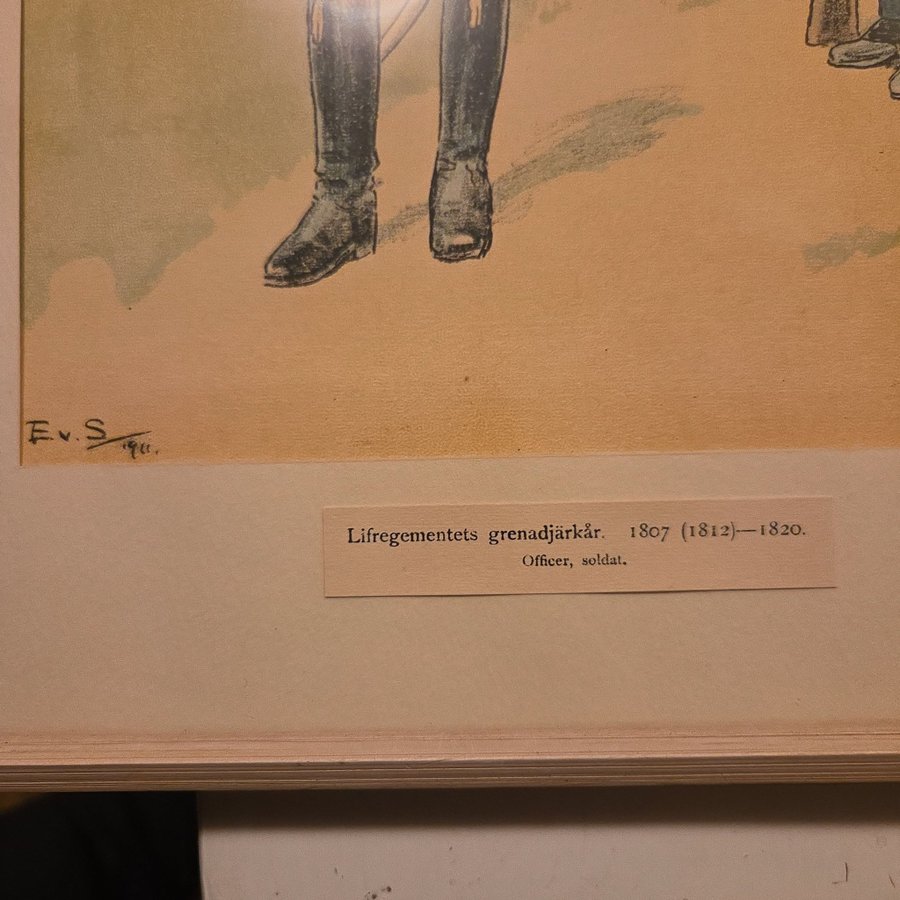 E v. S
1911.
Lifregementets grenadjärkår. 1807 (1812)—1820.
Officer, soldat.